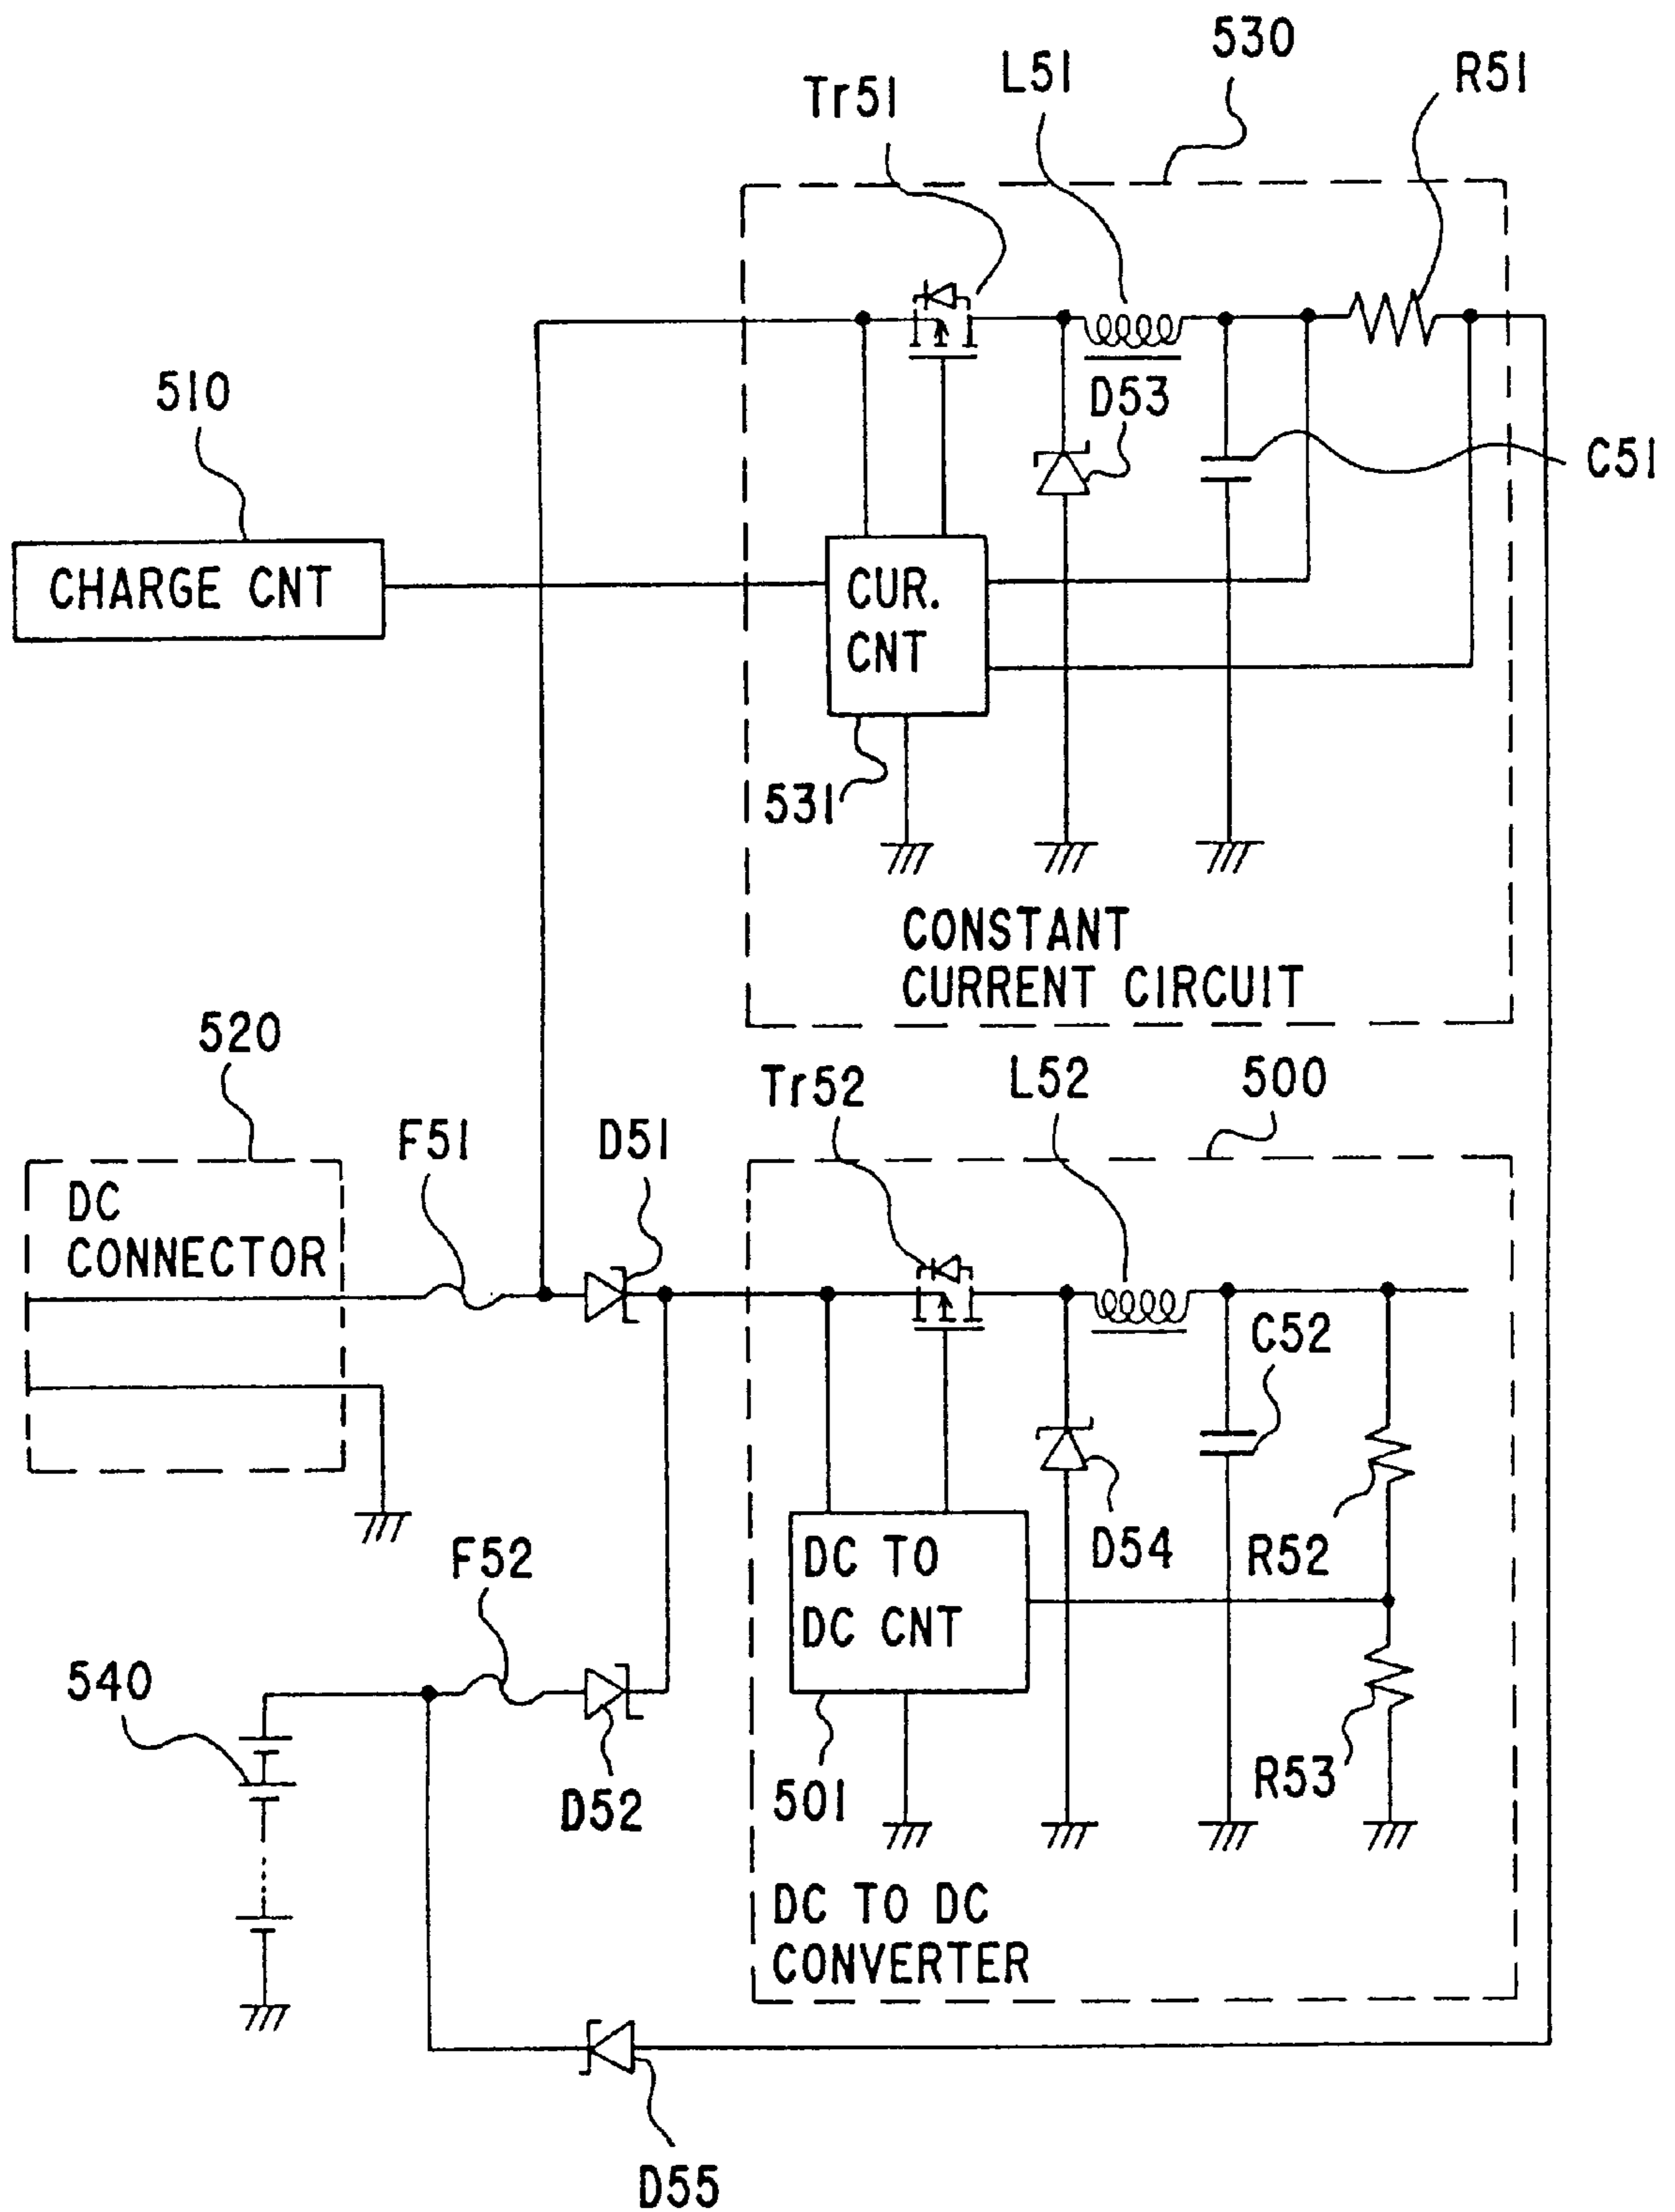 530
L51
R51
Tr51
510
D53
C51
CHARGE CNT
CUR.
CNT
531
CONSTANT
CURRENT CIRCUIT
520
Tr52
L52
500
F51
D51
DC
CONNECTOR
C52
F52
DC TO
DC CNT
D54
R52
540
D52
501
R53
DC TO DC
CONVERTER
D55